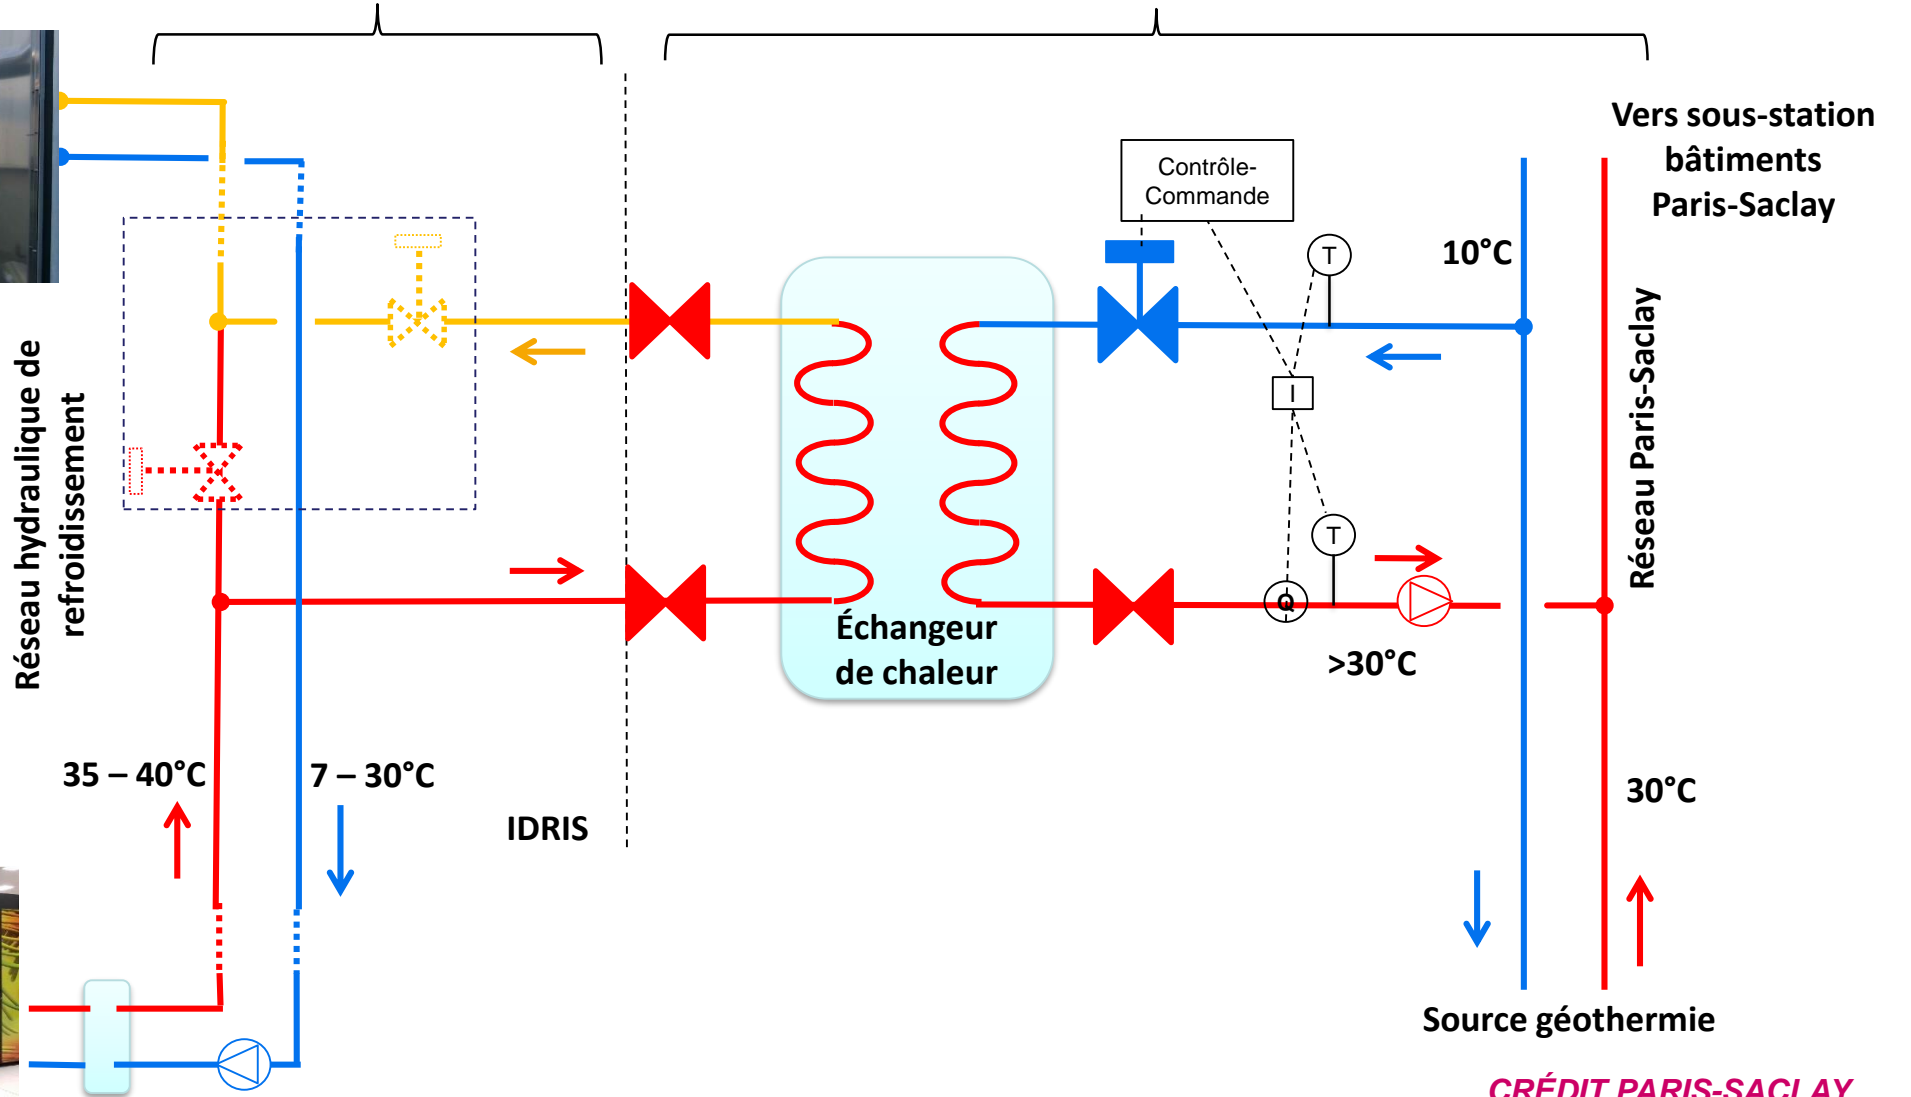 Vers sous-station
bâtiments
Paris-Saclay
Contrôle-
Commande
T
10°C
I
Réseau hydraulique de
refroidissement
Réseau Paris-Saclay
T
Q
Échangeur
de chaleur
>30°C
35 – 40°C
7 – 30°C
30°C
IDRIS
Source géothermie
CRÉDIT PARIS-SACLAY